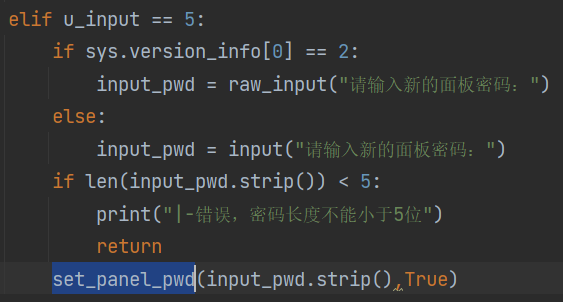 elif u_input == 5:
    if sys.version_info[0] == 2:
        input_pwd = raw_input("请输入新的面板密码：")
    else:
        input_pwd = input("请输入新的面板密码：")
    if len(input_pwd.strip()) < 5:
        print("|-错误，密码长度不能小于5位")
        return
    set_panel_pwd(input_pwd.strip(),True)